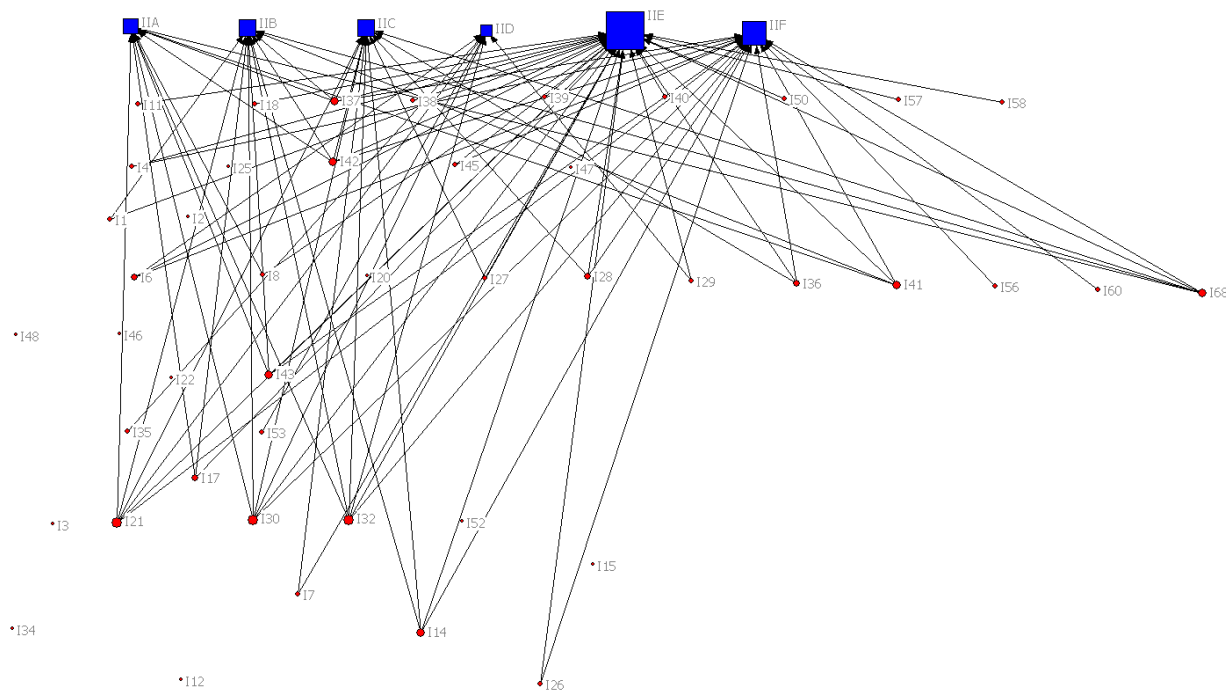 IIA IIB IIC IID IIE IIF
I11 I18 I37 I38 I39 I40 I50 I57 I58
I4 I25 I42 I45 I47
I1 I2
I6 I8 I20 I27 I28 I29 I36 I41 I56 I60 I68
I48 I46
I22 I43
I35 I53
I17
I3 I21 I30 I32 I52
I15
I7
I34 I14
I12 I26